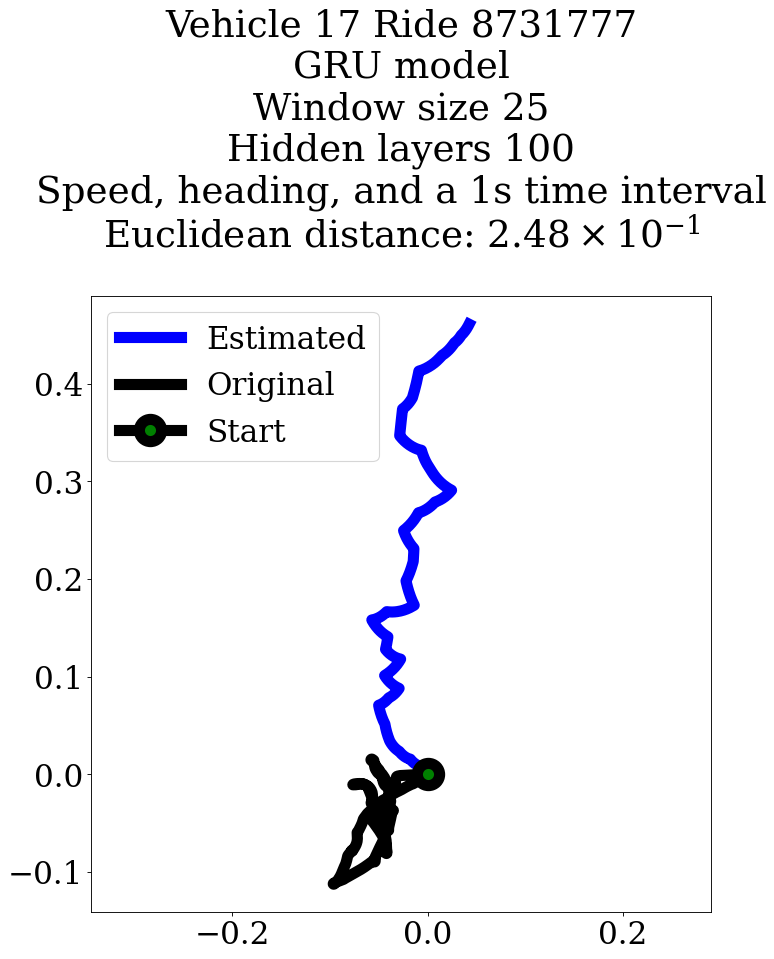 Vehicle 17 Ride 8731777
GRU model
Window size 25
Hidden layers 100
Speed, heading, and a 1s time interval
Euclidean distance: 2.48 × 10⁻¹
Estimated
Original
Start
0.4
0.3
0.2
0.1
0.0
−0.1
−0.2
0.0
0.2